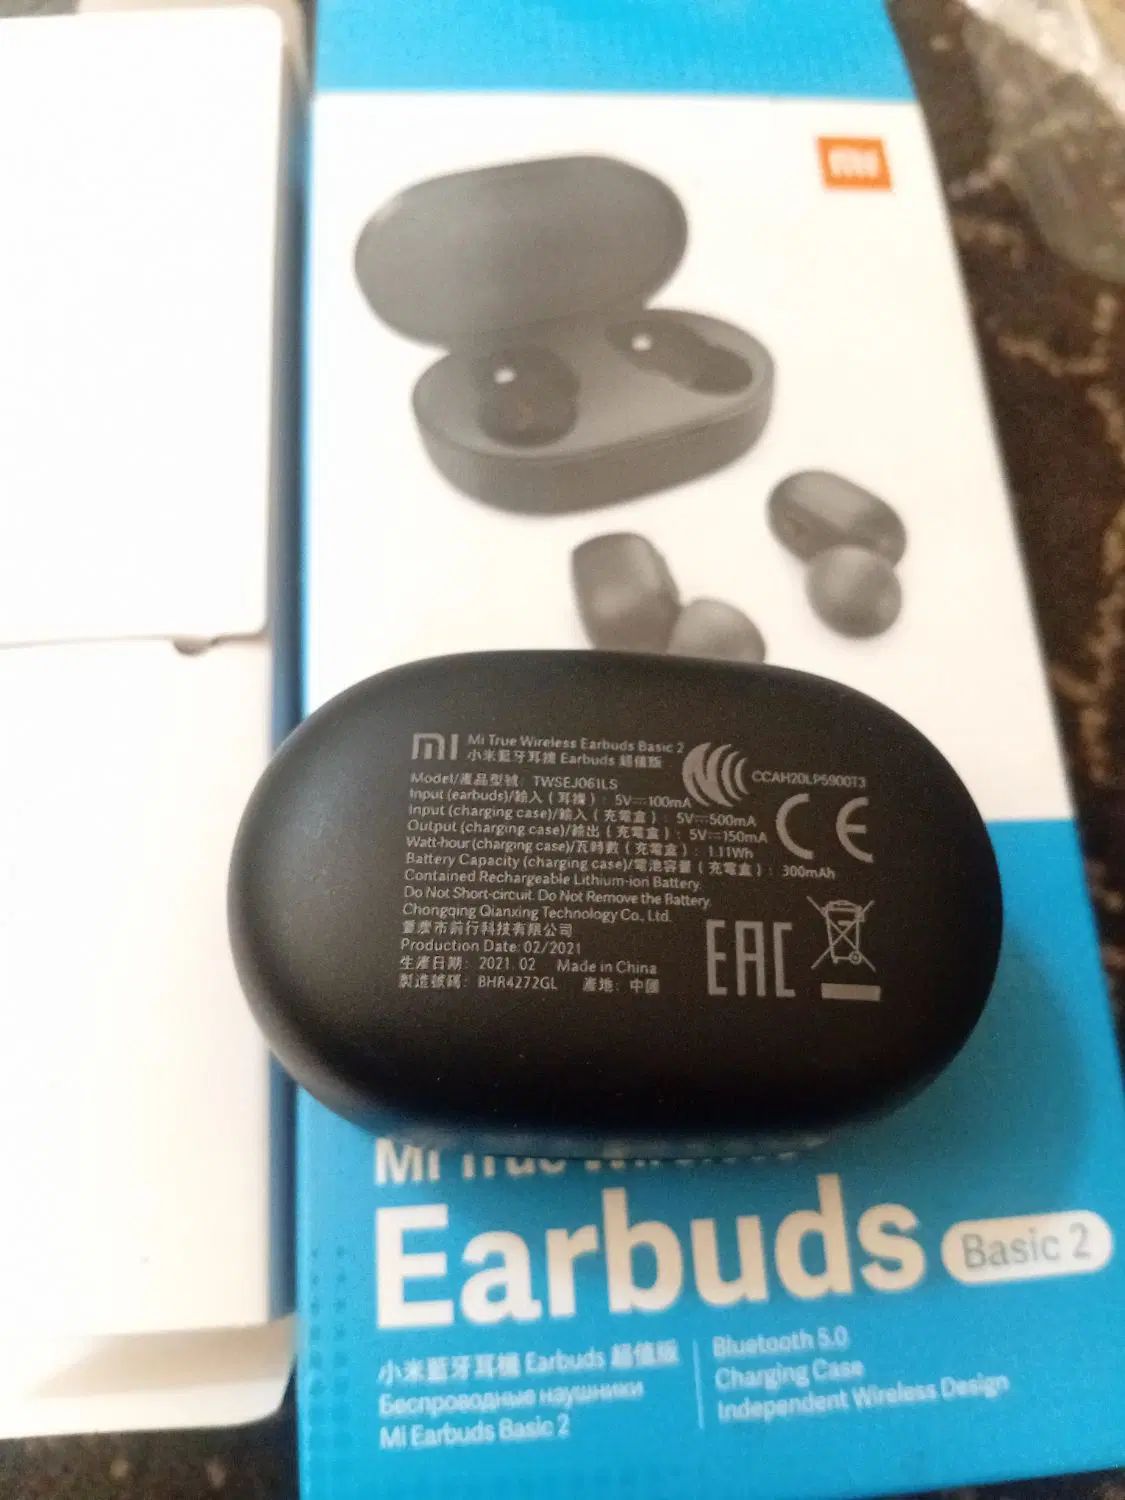 mi
mi Mi True Wireless Earbuds Basic 2
小米藍牙耳機 Earbuds 超值版
Model/產品型號: TWSEJ061LS
CCAH20LP5900T3
Input (earbuds)/輸入（耳機）: 5V⎓100mA
Input (charging case)/輸入（充電盒）: 5V⎓500mA
Output (charging case)/輸出（充電盒）: 5V⎓150mA
Watt-hour (charging case)/瓦時數（充電盒）: 1.11Wh
Battery Capacity (charging case)/電池容量（充電盒）: 300mAh
CE
Contained Rechargeable Lithium-ion Battery.
Do Not Short-circuit. Do Not Remove the Battery.
Chongqing Qianxing Technology Co., Ltd.
重慶市前行科技有限公司
Production Date: 02/2021
生產日期: 2021. 02 Made in China
製造號碼: BHR4272GL 產地: 中國
EAC
Mi True Wireless
Earbuds Basic 2
小米藍牙耳機 Earbuds 超值版
Беспроводные наушники
Mi Earbuds Basic 2
Bluetooth 5.0
Charging Case
Independent Wireless Design